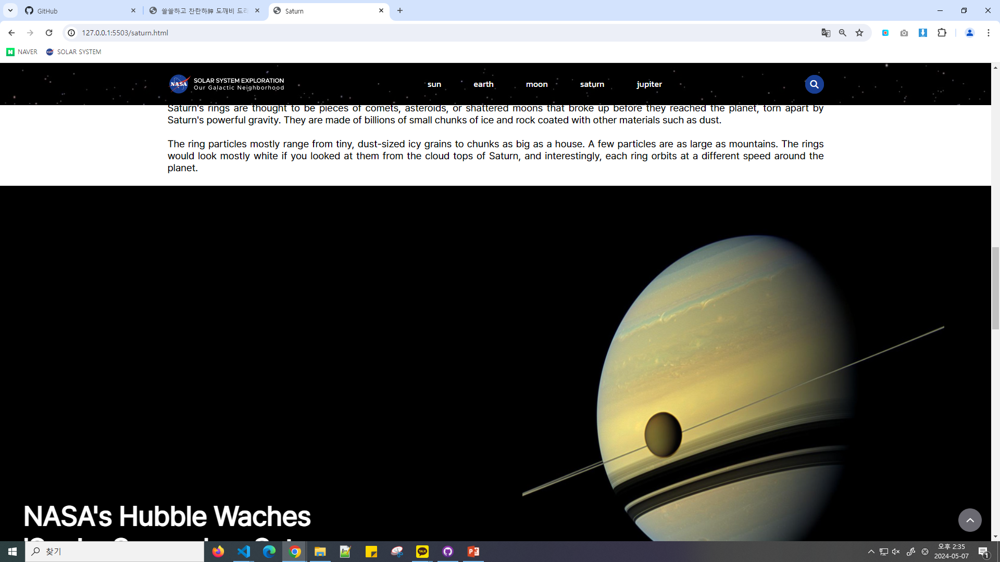 GitHub
쓸쓸하고 찬란하神 도깨비
Saturn
127.0.0.1:5503/saturn.html
NAVER
SOLAR SYSTEM
NASA
SOLAR SYSTEM EXPLORATION
Our Galactic Neighborhood
sun
earth
moon
saturn
jupiter
Saturn's rings are thought to be pieces of comets, asteroids, or shattered moons that broke up before they reached the planet, torn apart by
Saturn's powerful gravity. They are made of billions of small chunks of ice and rock coated with other materials such as dust.
The ring particles mostly range from tiny, dust-sized icy grains to chunks as big as a house. A few particles are as large as mountains. The rings
would look mostly white if you looked at them from the cloud tops of Saturn, and interestingly, each ring orbits at a different speed around the
planet.
NASA's Hubble Waches
찾기
TALK
오후 2:35
2024-05-07
1